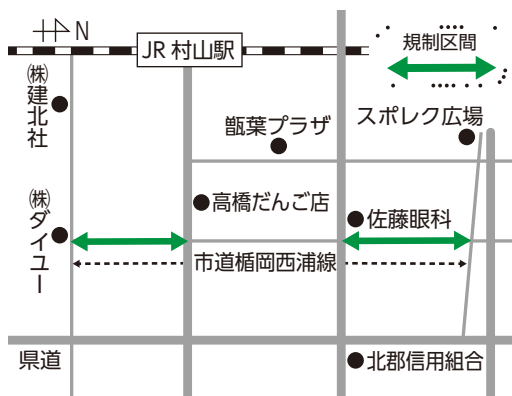 N
JR 村山駅
規制区間
㈱建北社
甑葉プラザ
スポレク広場
㈱ダイユー
高橋だんご店
佐藤眼科
市道楯岡西浦線
県道
北郡信用組合